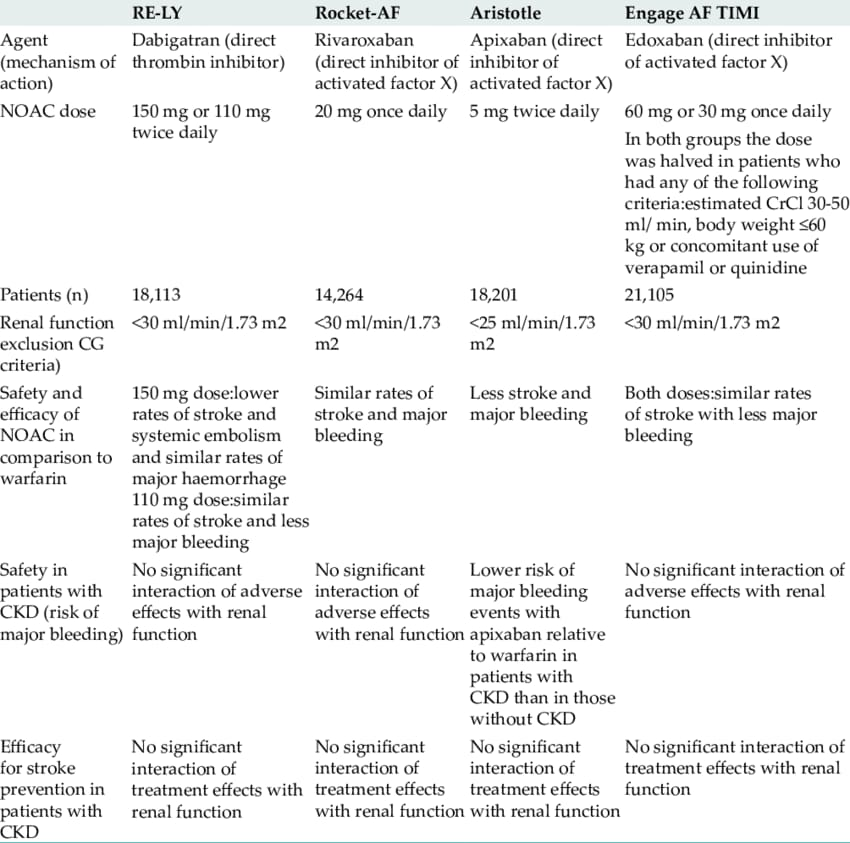 RE-LY Rocket-AF Aristotle Engage AF TIMI
Agent Dabigatran (direct Rivaroxaban Apixaban (direct Edoxaban (direct inhibitor
(mechanism of thrombin inhibitor) (direct inhibitor of inhibitor of of activated factor X)
action) activated factor X) activated factor X)
NOAC dose 150 mg or 110 mg 20 mg once daily 5 mg twice daily 60 mg or 30 mg once daily
twice daily In both groups the dose
was halved in patients who
had any of the following
criteria:estimated CrCl 30-50
ml/ min, body weight ≤60
kg or concomitant use of
verapamil or quinidine
Patients (n) 18,113 14,264 18,201 21,105
Renal function <30 ml/min/1.73 m2 <30 ml/min/1.73 <25 ml/min/1.73 <30 ml/min/1.73 m2
exclusion CG m2 m2
criteria)
Safety and 150 mg dose:lower Similar rates of Less stroke and Both doses:similar rates
efficacy of rates of stroke and stroke and major major bleeding of stroke with less major
NOAC in systemic embolism bleeding bleeding
comparison to and similar rates of
warfarin major haemorrhage
110 mg dose:similar
rates of stroke and less
major bleeding
Safety in No significant No significant Lower risk of No significant interaction of
patients with interaction of adverse interaction of major bleeding adverse effects with renal
CKD (risk of effects with renal adverse effects events with function
major bleeding) function with renal function apixaban relative
to warfarin in
patients with
CKD than in those
without CKD
Efficacy No significant No significant No significant No significant interaction of
for stroke interaction of interaction of interaction of treatment effects with renal
prevention in treatment effects with treatment effects treatment effects function
patients with renal function with renal function with renal function
CKD